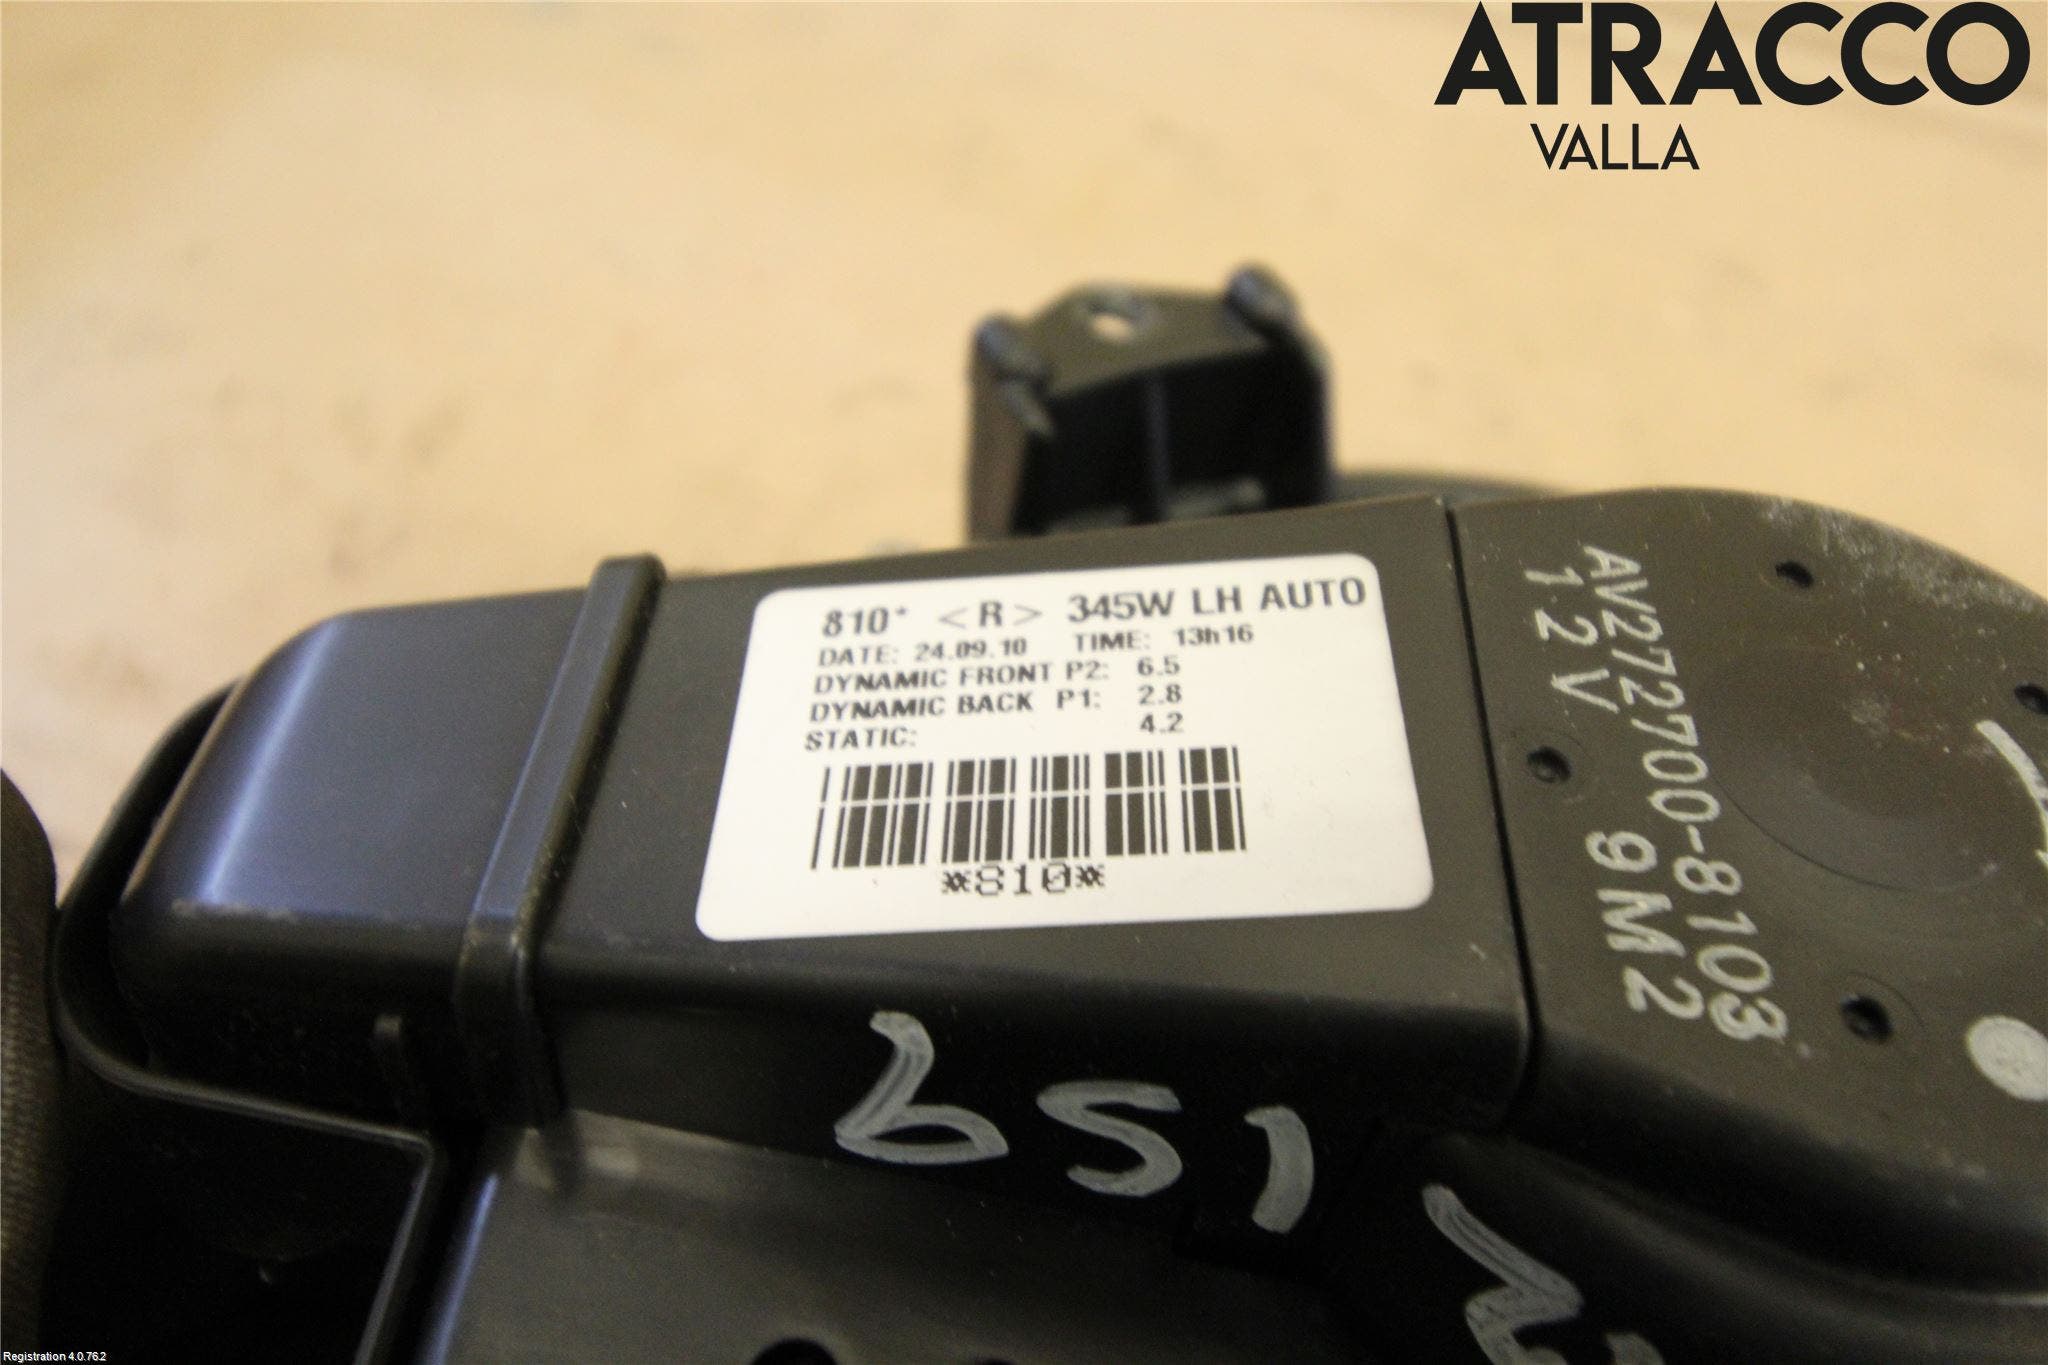 ATRACCO
VALLA
810* <R> 345W LH AUTO
DATE: 24.09.10 TIME: 13h16
DYNAMIC FRONT P2: 6.5
DYNAMIC BACK P1: 2.8
STATIC: 4.2
*810*
AV272700-8103
12V 9M2
Registration 4.0.76.2